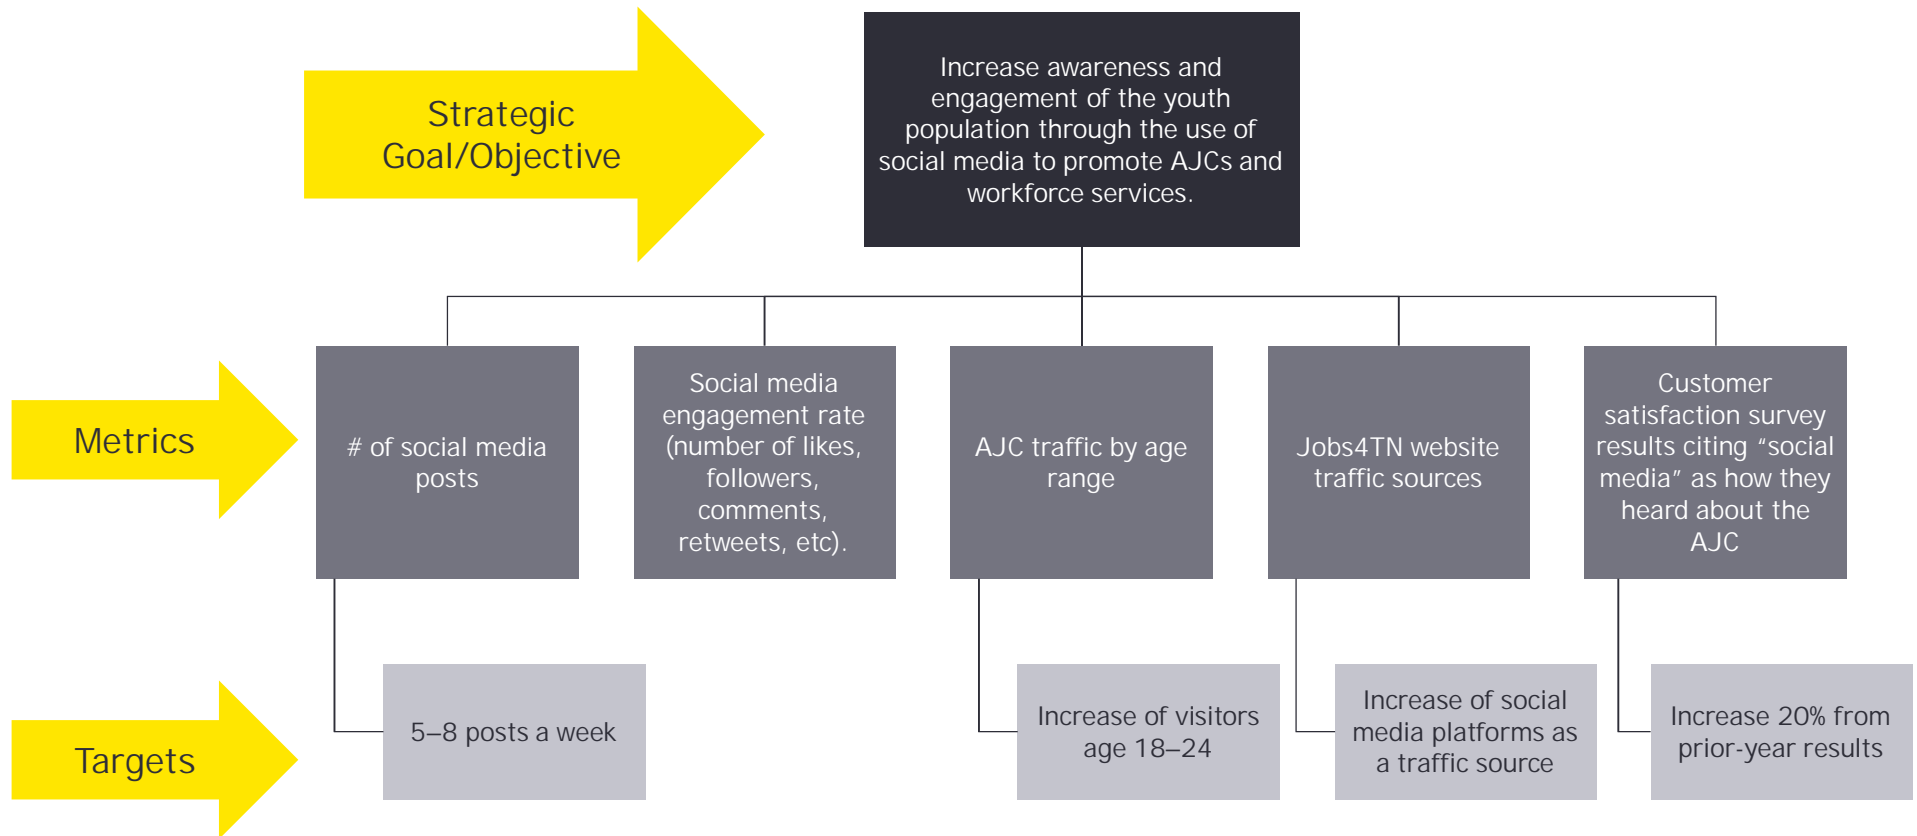 Strategic
Goal/Objective
Increase awareness and
engagement of the youth
population through the use of
social media to promote AJCs and
workforce services.
Metrics
# of social media
posts
Social media
engagement rate
(number of likes,
followers,
comments,
retweets, etc).
AJC traffic by age
range
Jobs4TN website
traffic sources
Customer
satisfaction survey
results citing “social
media” as how they
heard about the
AJC
Targets
5–8 posts a week
Increase of visitors
age 18–24
Increase of social
media platforms as
a traffic source
Increase 20% from
prior-year results